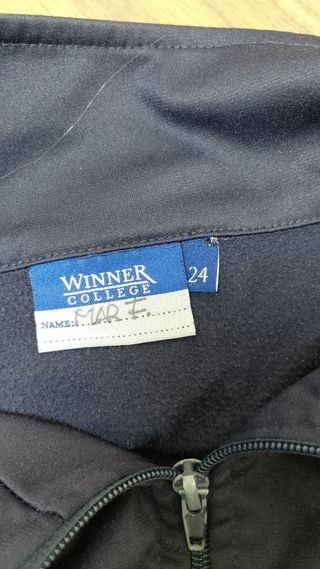 WINNER
COLLEGE
24
NAME: MAR F.